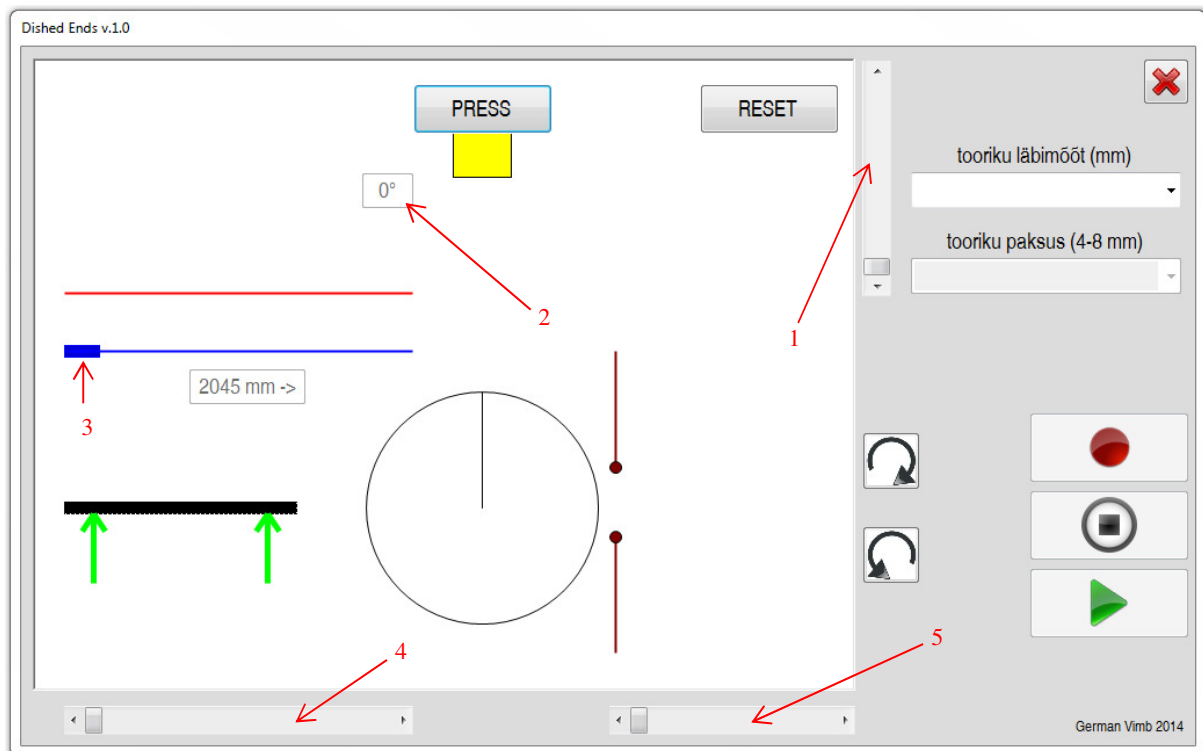 Dished Ends v.1.0
PRESS
RESET
tooriku läbimõõt (mm)
0°
tooriku paksus (4-8 mm)
2
1
2045 mm ->
3
4
5
German Vimb 2014